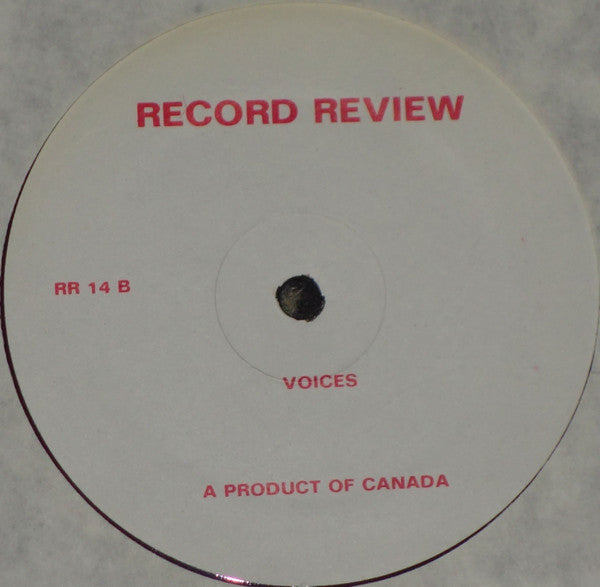 RECORD REVIEW
RR 14 B
VOICES
A PRODUCT OF CANADA